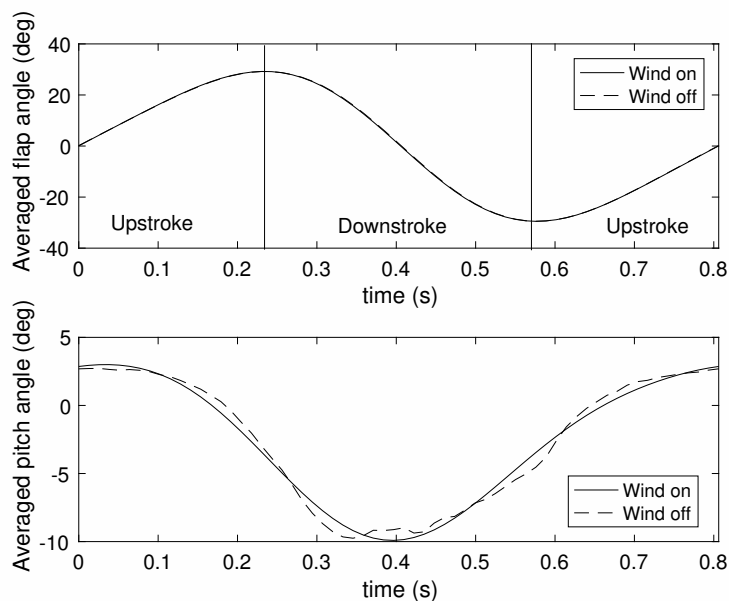 Averaged flap angle (deg)
40
20
0
-20
-40
Wind on
Wind off
Upstroke
Downstroke
Upstroke
0
0.1
0.2
0.3
0.4
0.5
0.6
0.7
0.8
time (s)
Averaged pitch angle (deg)
5
0
-5
-10
Wind on
Wind off
0
0.1
0.2
0.3
0.4
0.5
0.6
0.7
0.8
time (s)